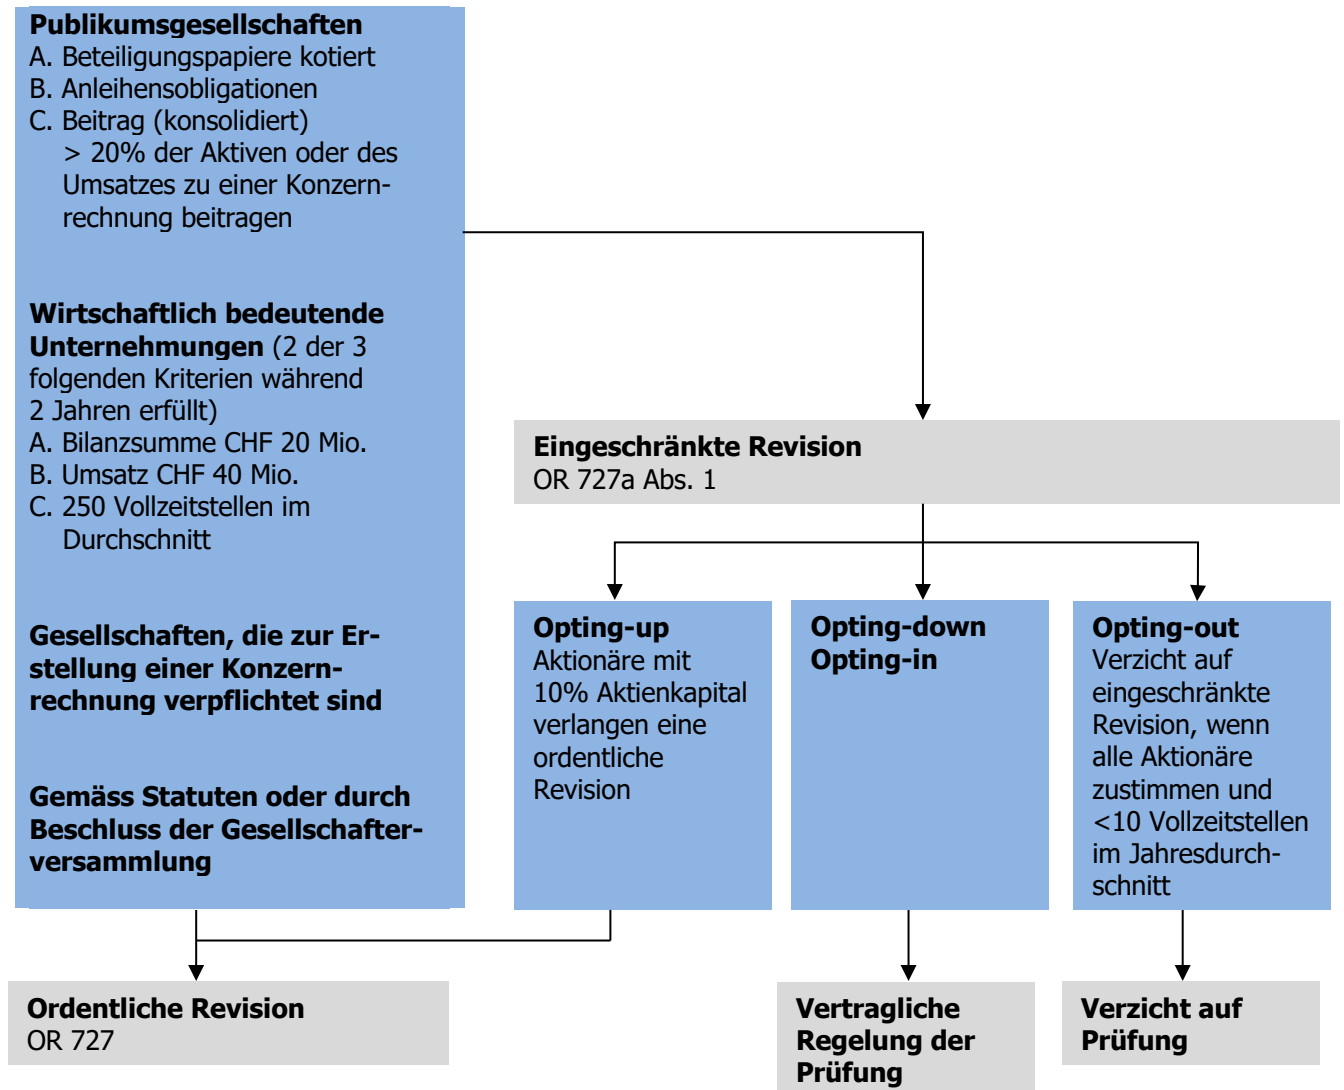 Publikumsgesellschaften
A. Beteiligungspapiere kotiert
B. Anleihensobligationen
C. Beitrag (konsolidiert)
> 20% der Aktiven oder des
Umsatzes zu einer Konzern-
rechnung beitragen
Wirtschaftlich bedeutende
Unternehmungen (2 der 3
folgenden Kriterien während
2 Jahren erfüllt)
A. Bilanzsumme CHF 20 Mio.
B. Umsatz CHF 40 Mio.
C. 250 Vollzeitstellen im
Durchschnitt
Gesellschaften, die zur Er-
stellung einer Konzern-
rechnung verpflichtet sind
Gemäss Statuten oder durch
Beschluss der Gesellschafter-
versammlung
Eingeschränkte Revision
OR 727a Abs. 1
Opting-up
Aktionäre mit
10% Aktienkapital
verlangen eine
ordentliche
Revision
Opting-down
Opting-in
Opting-out
Verzicht auf
eingeschränkte
Revision, wenn
alle Aktionäre
zustimmen und
<10 Vollzeitstellen
im Jahresdurch-
schnitt
Ordentliche Revision
OR 727
Vertragliche
Regelung der
Prüfung
Verzicht auf
Prüfung